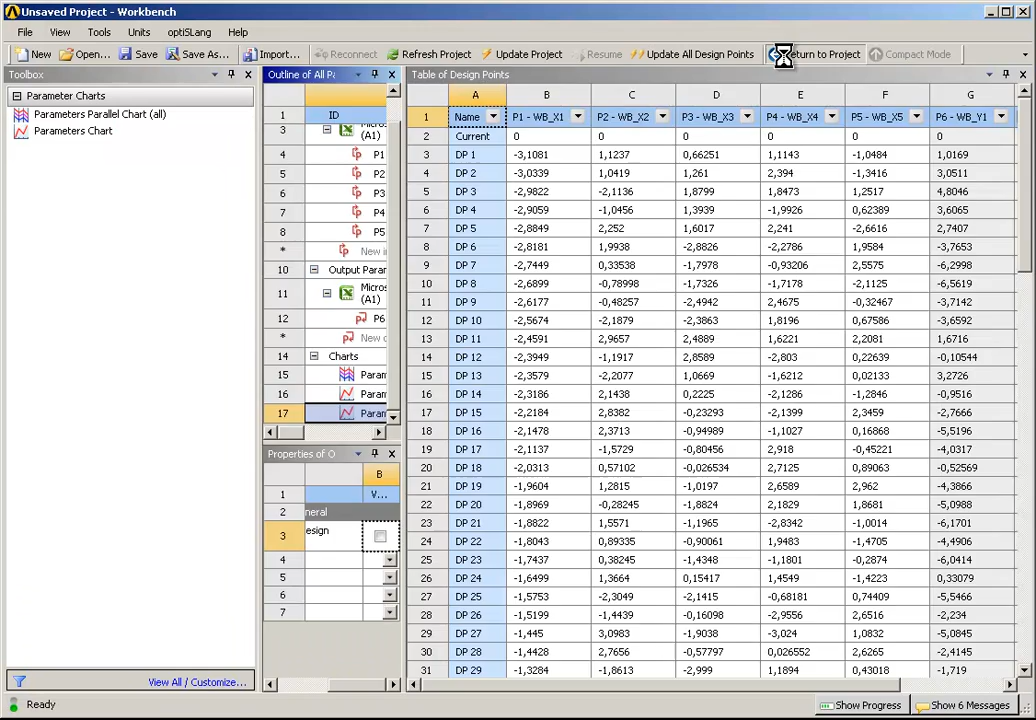 Unsaved Project - Workbench
File View Tools Units optiSLang Help
New Open... Save Save As... Import... Reconnect Refresh Project Update Project Resume Update All Design Points Return to Project Compact Mode
Toolbox
Parameter Charts
Parameters Parallel Chart (all)
Parameters Chart
View All / Customize...
Outline of All Pa
ID
1
3 (A1)
4 P1
5 P2
6 P3
7 P4
8 P5
* New in
10 Output Parar
11 Micros (A1)
12 P6
* New o
14 Charts
15 Param
16 Param
17 Param
Properties of O
B
1 V...
2 neral
3 esign
4
5
6
7
Table of Design Points
A B C D E F G
1 Name P1 - WB_X1 P2 - WB_X2 P3 - WB_X3 P4 - WB_X4 P5 - WB_X5 P6 - WB_Y1
2 Current 0 0 0 0 0 0
3 DP 1 -3,1081 1,1237 0,66251 1,1143 -1,0484 1,0169
4 DP 2 -3,0339 1,0419 1,261 2,394 -1,3416 3,0511
5 DP 3 -2,9822 -2,1136 1,8799 1,8473 1,2517 4,8046
6 DP 4 -2,9059 -1,0456 1,3939 -1,9926 0,62389 3,6065
7 DP 5 -2,8849 2,252 1,6017 2,241 -2,6616 2,7407
8 DP 6 -2,8181 1,9938 -2,8826 -2,2786 1,9584 -3,7653
9 DP 7 -2,7449 0,33538 -1,7978 -0,93206 2,5575 -6,2998
10 DP 8 -2,6899 -0,78998 -1,7326 -1,7178 -2,1125 -6,5619
11 DP 9 -2,6177 -0,48257 -2,4942 2,4675 -0,32467 -3,7142
12 DP 10 -2,5674 -2,1879 -2,3863 1,8196 0,67586 -3,6592
13 DP 11 -2,4591 2,9657 2,4889 1,6221 2,2081 1,6716
14 DP 12 -2,3949 -1,1917 2,8589 -2,803 0,22639 -0,10544
15 DP 13 -2,3579 -2,2077 1,0669 -1,6212 0,02133 3,2726
16 DP 14 -2,3186 2,1438 0,2225 -2,1286 -1,2846 -0,9516
17 DP 15 -2,2184 2,8382 -0,23293 -2,1399 2,3459 -2,7666
18 DP 16 -2,1478 2,3713 -0,94989 -1,1027 0,16868 -5,5196
19 DP 17 -2,1137 -1,5729 -0,80456 2,918 -0,45221 -4,0317
20 DP 18 -2,0313 0,57102 -0,026534 2,7125 0,89063 -0,52569
21 DP 19 -1,9604 1,2815 -1,0197 2,6589 2,962 -4,3866
22 DP 20 -1,8969 -0,28245 -1,8824 2,1829 1,8681 -5,0988
23 DP 21 -1,8822 1,5571 -1,1965 -2,8342 -1,0014 -6,1701
24 DP 22 -1,8043 0,89335 -0,90061 1,9483 -1,4705 -4,4906
25 DP 23 -1,7437 0,38245 -1,4348 -1,1801 -0,2874 -6,0414
26 DP 24 -1,6499 1,3664 0,15417 1,4549 -1,4223 0,33079
27 DP 25 -1,5753 -2,3049 -2,1415 -0,68181 0,74409 -5,5466
28 DP 26 -1,5199 -1,4439 -0,16098 -2,9556 2,6516 -2,234
29 DP 27 -1,445 3,0983 -1,9038 -3,024 1,0832 -5,0845
30 DP 28 -1,4428 2,7656 -0,57797 0,026552 2,6265 -2,4145
31 DP 29 -1,3284 -1,8613 -2,999 1,1894 0,43018 -1,719
Ready Show Progress Show 6 Messages